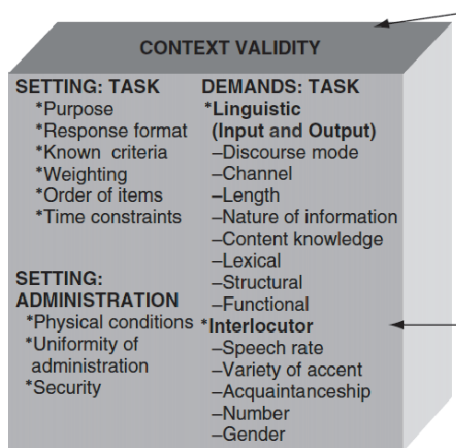 CONTEXT VALIDITY
SETTING: TASK
*Purpose
*Response format
*Known criteria
*Weighting
*Order of items
*Time constraints
SETTING:
ADMINISTRATION
*Physical conditions
*Uniformity of
administration
*Security
DEMANDS: TASK
*Linguistic
(Input and Output)
–Discourse mode
–Channel
–Length
–Nature of information
–Content knowledge
–Lexical
–Structural
–Functional
*Interlocutor
–Speech rate
–Variety of accent
–Acquaintanceship
–Number
–Gender